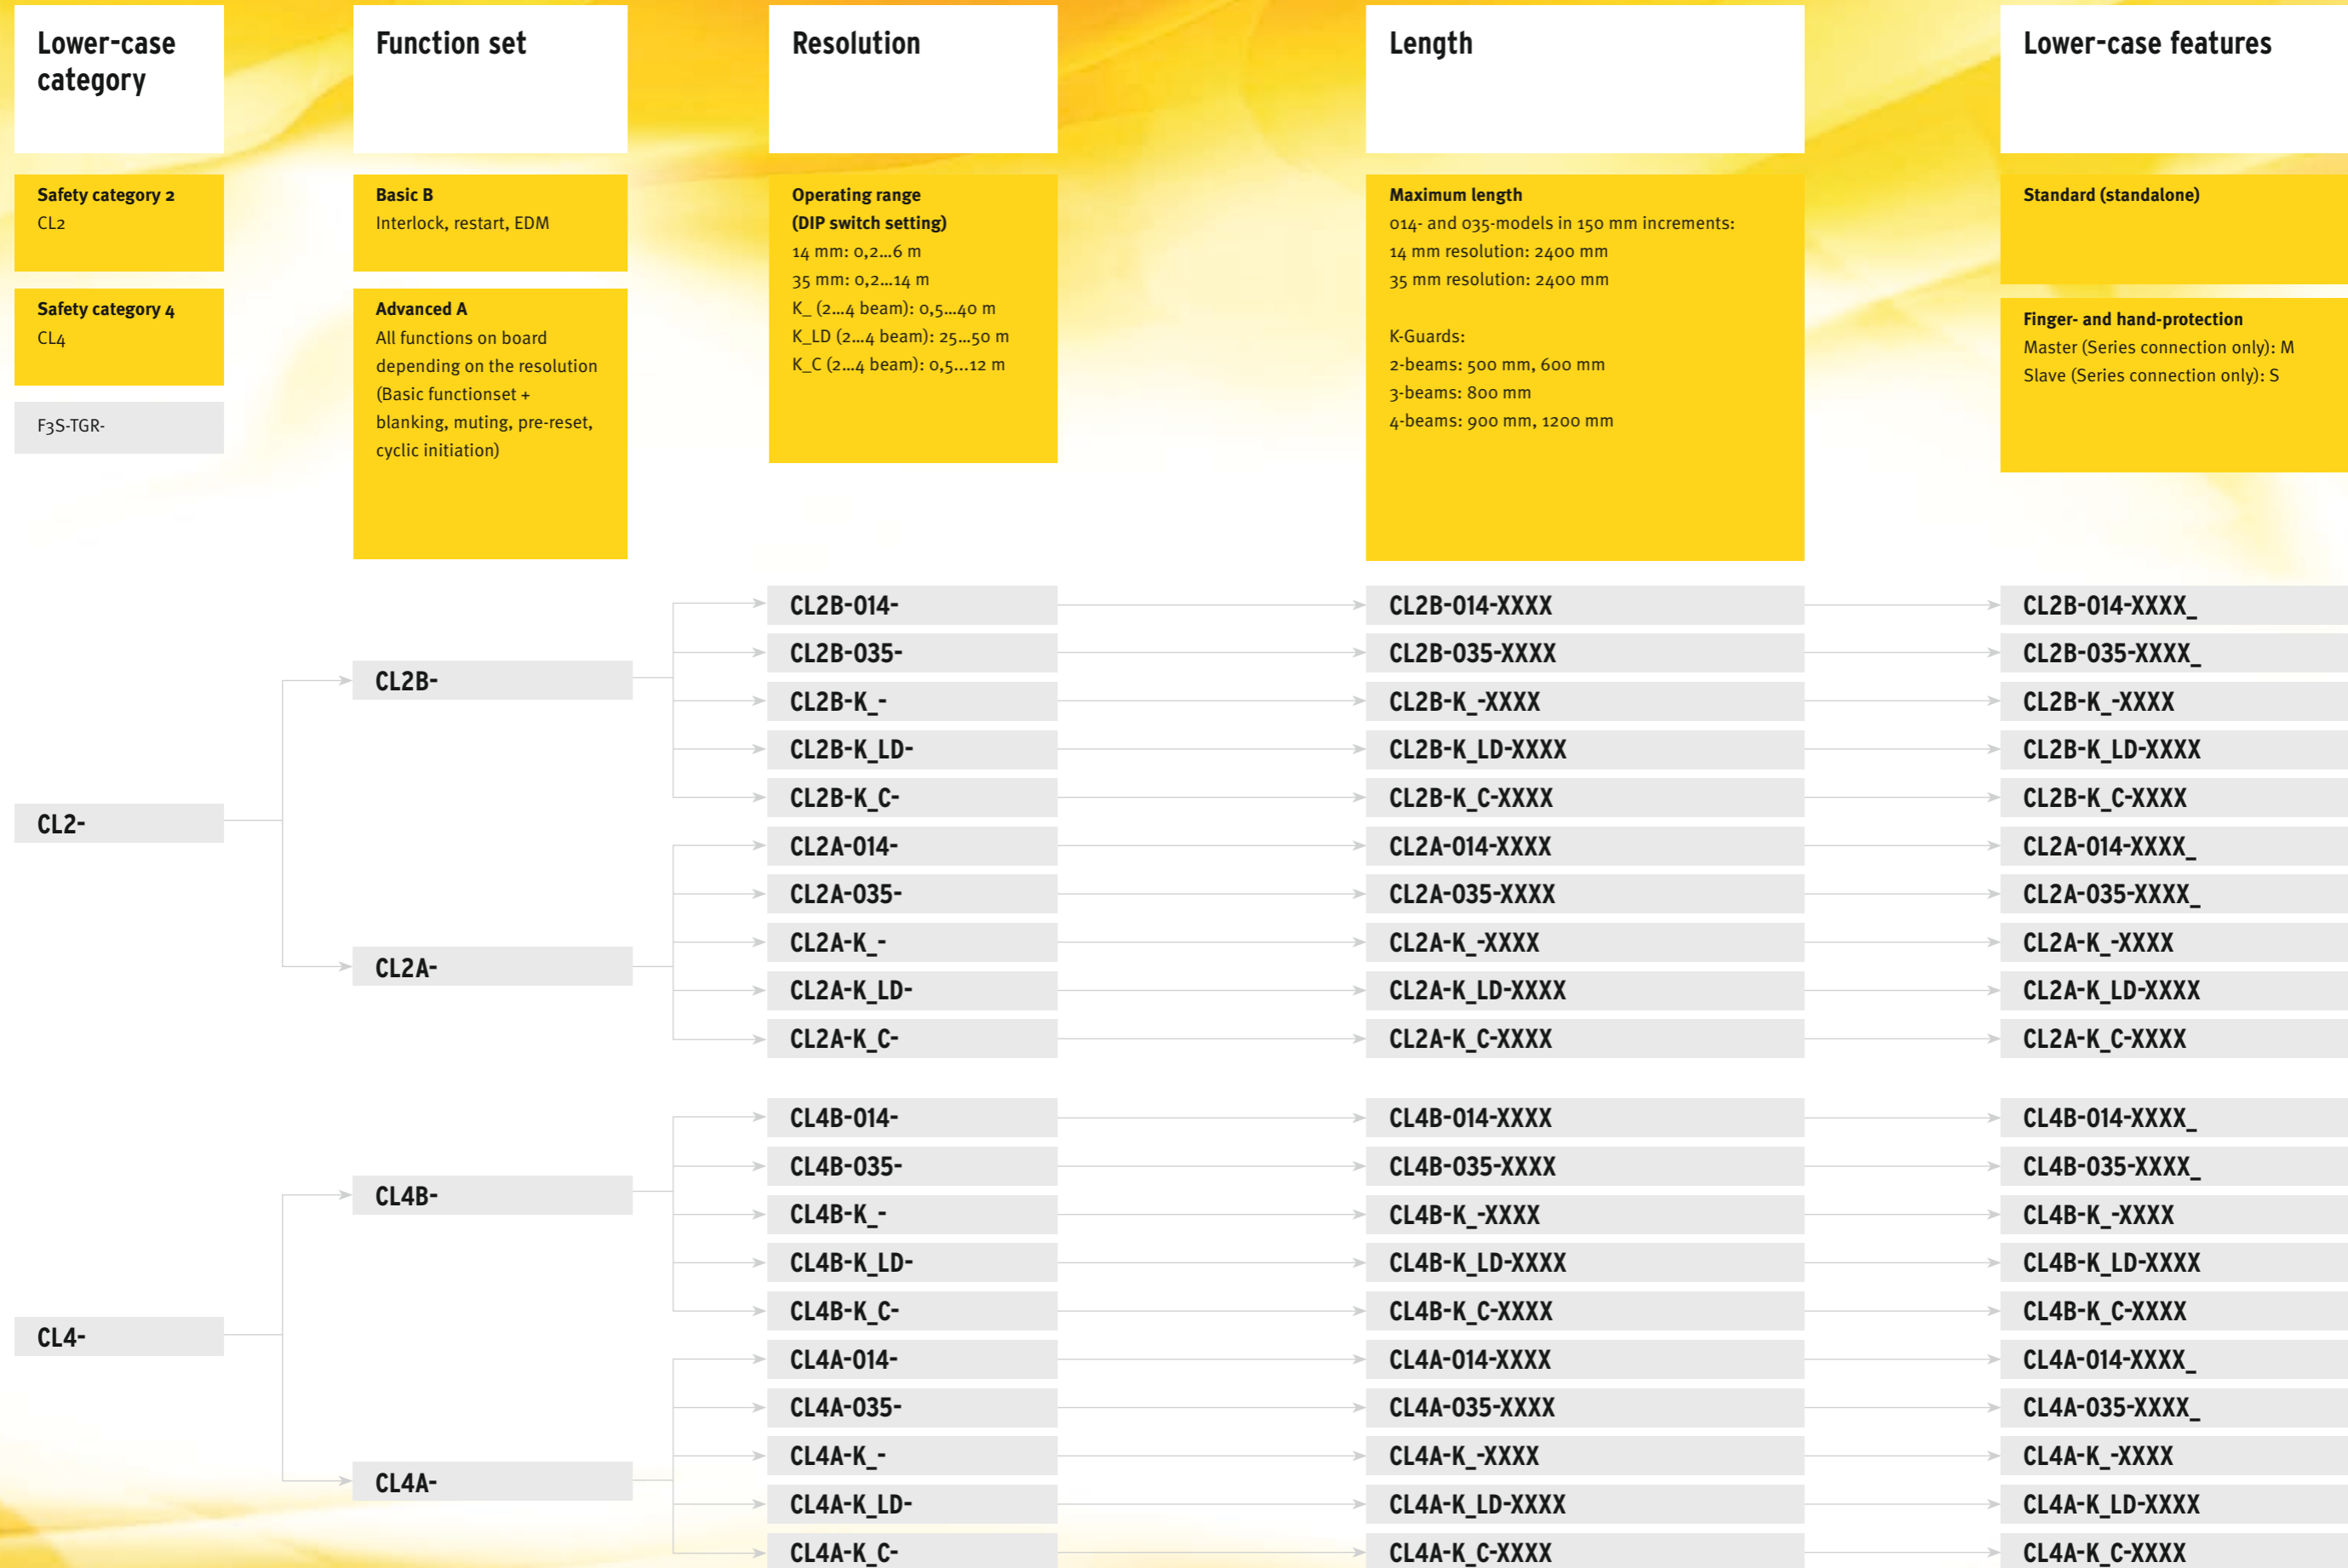 Lower-case
category
Function set
Resolution
Length
Lower-case features
Safety category 2
CL2
Safety category 4
CL4
F3S-TGR-
Basic B
Interlock, restart, EDM
Advanced A
All functions on board
depending on the resolution
(Basic functionset +
blanking, muting, pre-reset,
cyclic initiation)
Operating range
(DIP switch setting)
14 mm: 0,2...6 m
35 mm: 0,2...14 m
K_ (2...4 beam): 0,5...40 m
K_LD (2...4 beam): 25...50 m
K_C (2...4 beam): 0,5...12 m
Maximum length
014- and 035-models in 150 mm increments:
14 mm resolution: 2400 mm
35 mm resolution: 2400 mm
K-Guards:
2-beams: 500 mm, 600 mm
3-beams: 800 mm
4-beams: 900 mm, 1200 mm
Standard (standalone)
Finger- and hand-protection
Master (Series connection only): M
Slave (Series connection only): S
CL2-
CL2B-
CL2A-
CL2B-014-
CL2B-014-XXXX
CL2B-014-XXXX_
CL2B-035-
CL2B-035-XXXX
CL2B-035-XXXX_
CL2B-K_-
CL2B-K_-XXXX
CL2B-K_-XXXX
CL2B-K_LD-
CL2B-K_LD-XXXX
CL2B-K_LD-XXXX
CL2B-K_C-
CL2B-K_C-XXXX
CL2B-K_C-XXXX
CL2A-014-
CL2A-014-XXXX
CL2A-014-XXXX_
CL2A-035-
CL2A-035-XXXX
CL2A-035-XXXX_
CL2A-K_-
CL2A-K_-XXXX
CL2A-K_-XXXX
CL2A-K_LD-
CL2A-K_LD-XXXX
CL2A-K_LD-XXXX
CL2A-K_C-
CL2A-K_C-XXXX
CL2A-K_C-XXXX
CL4-
CL4B-
CL4A-
CL4B-014-
CL4B-014-XXXX
CL4B-014-XXXX_
CL4B-035-
CL4B-035-XXXX
CL4B-035-XXXX_
CL4B-K_-
CL4B-K_-XXXX
CL4B-K_-XXXX
CL4B-K_LD-
CL4B-K_LD-XXXX
CL4B-K_LD-XXXX
CL4B-K_C-
CL4B-K_C-XXXX
CL4B-K_C-XXXX
CL4A-014-
CL4A-014-XXXX
CL4A-014-XXXX_
CL4A-035-
CL4A-035-XXXX
CL4A-035-XXXX_
CL4A-K_-
CL4A-K_-XXXX
CL4A-K_-XXXX
CL4A-K_LD-
CL4A-K_LD-XXXX
CL4A-K_LD-XXXX
CL4A-K_C-
CL4A-K_C-XXXX
CL4A-K_C-XXXX